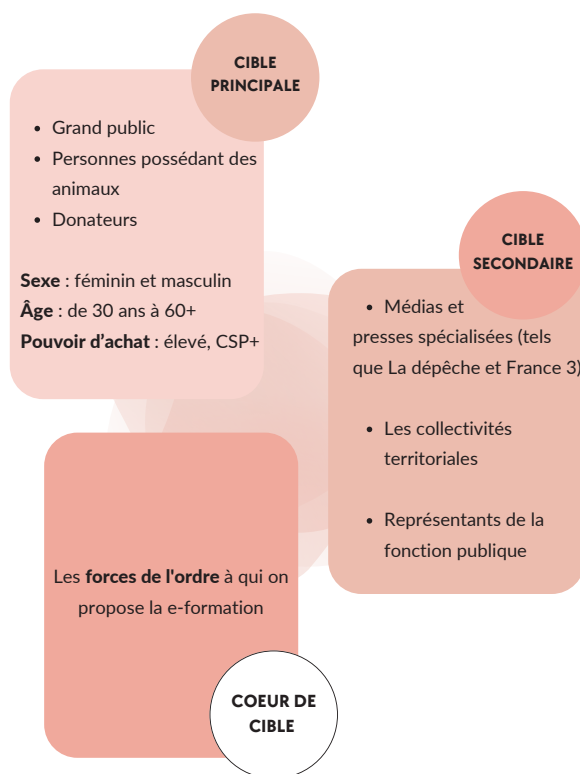 CIBLE
PRINCIPALE
• Grand public
• Personnes possédant des
animaux
• Donateurs
Sexe : féminin et masculin
Âge : de 30 ans à 60+
Pouvoir d'achat : élevé, CSP+
CIBLE
SECONDAIRE
• Médias et
presses spécialisées (tels
que La dépêche et France 3)
• Les collectivités
territoriales
• Représentants de la
fonction publique
Les forces de l'ordre à qui on
propose la e-formation
COEUR DE
CIBLE